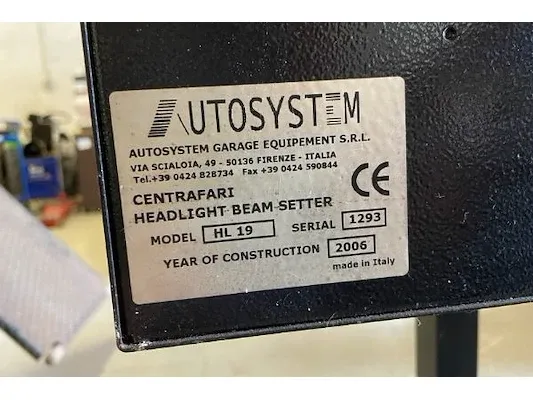 AUTOSYSTEM
AUTOSYSTEM GARAGE EQUIPEMENT S.R.L.
VIA SCIALOIA, 49 - 50136 FIRENZE - ITALIA
Tel.+39 0424 828734 Fax +39 0424 590844
CENTRAFARI
HEADLIGHT BEAM SETTER
CE
MODEL HL 19 SERIAL 1293
YEAR OF CONSTRUCTION 2006
made in Italy